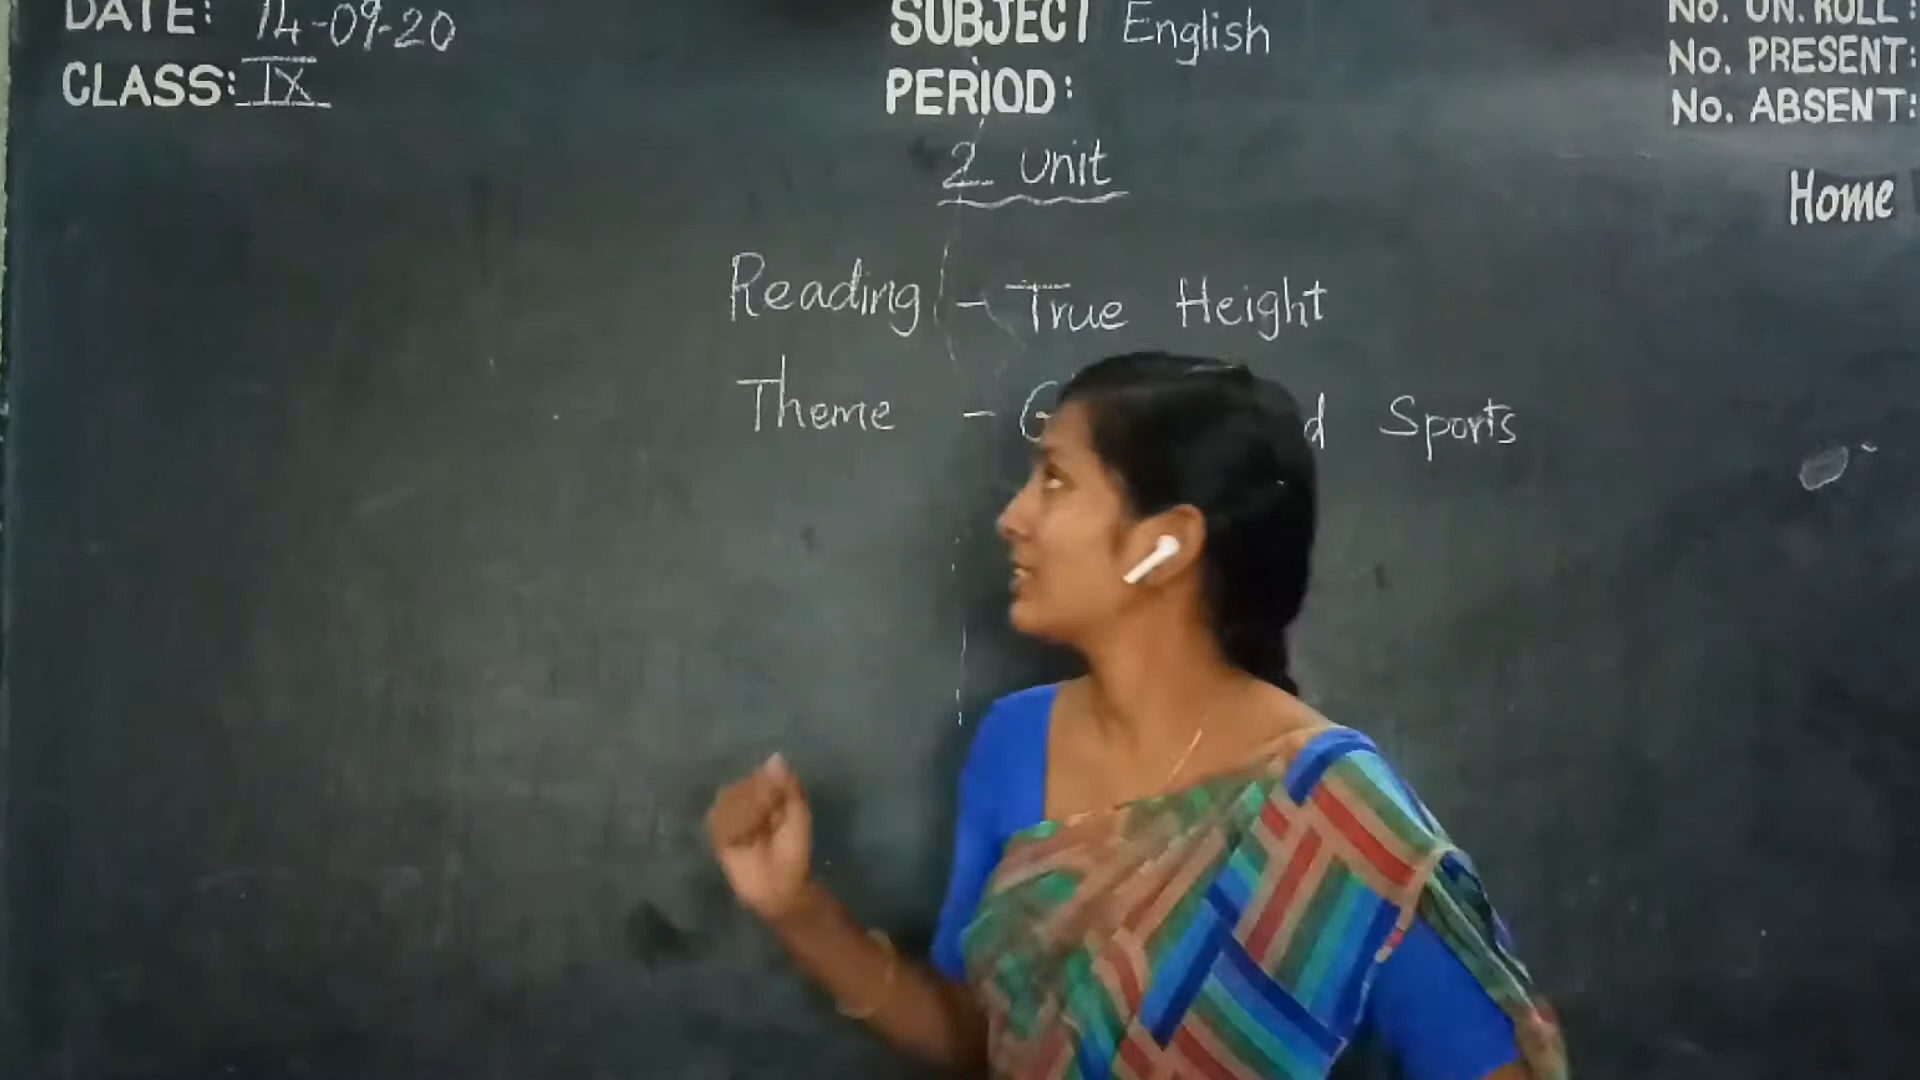 DATE: 14-09-20
CLASS: IX
SUBJECT English
PERIOD:
No. ON. ROLL:
No. PRESENT:
No. ABSENT:
Home
2 Unit
Reading - True Height
Theme - Sports